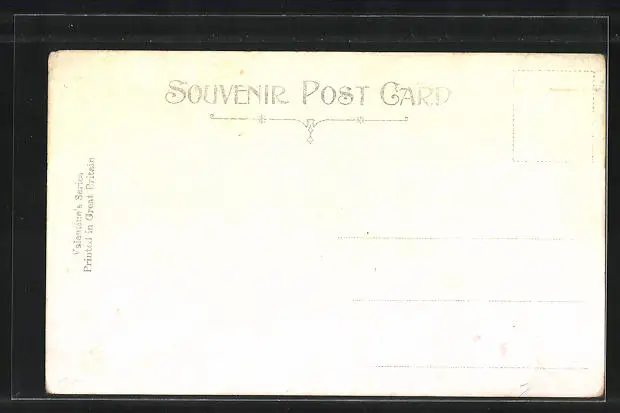 SOUVENIR POST CARD
Valentine's Series
Printed in Great Britain